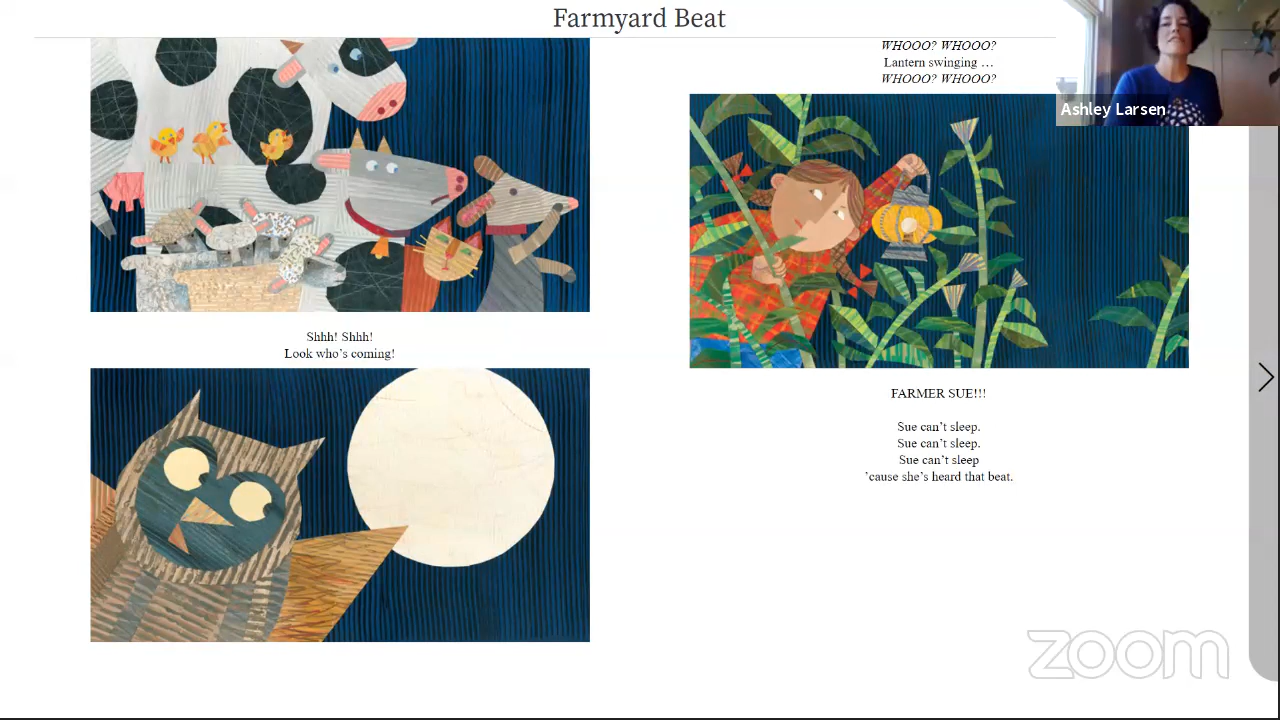 Farmyard Beat
Shhh! Shhh!
Look who's coming!
WHOOO? WHOOO?
Lantern swinging …
WHOOO? WHOOO?
FARMER SUE!!!
Sue can't sleep.
Sue can't sleep.
Sue can't sleep
'cause she's heard that beat.
Ashley Larsen
zoom